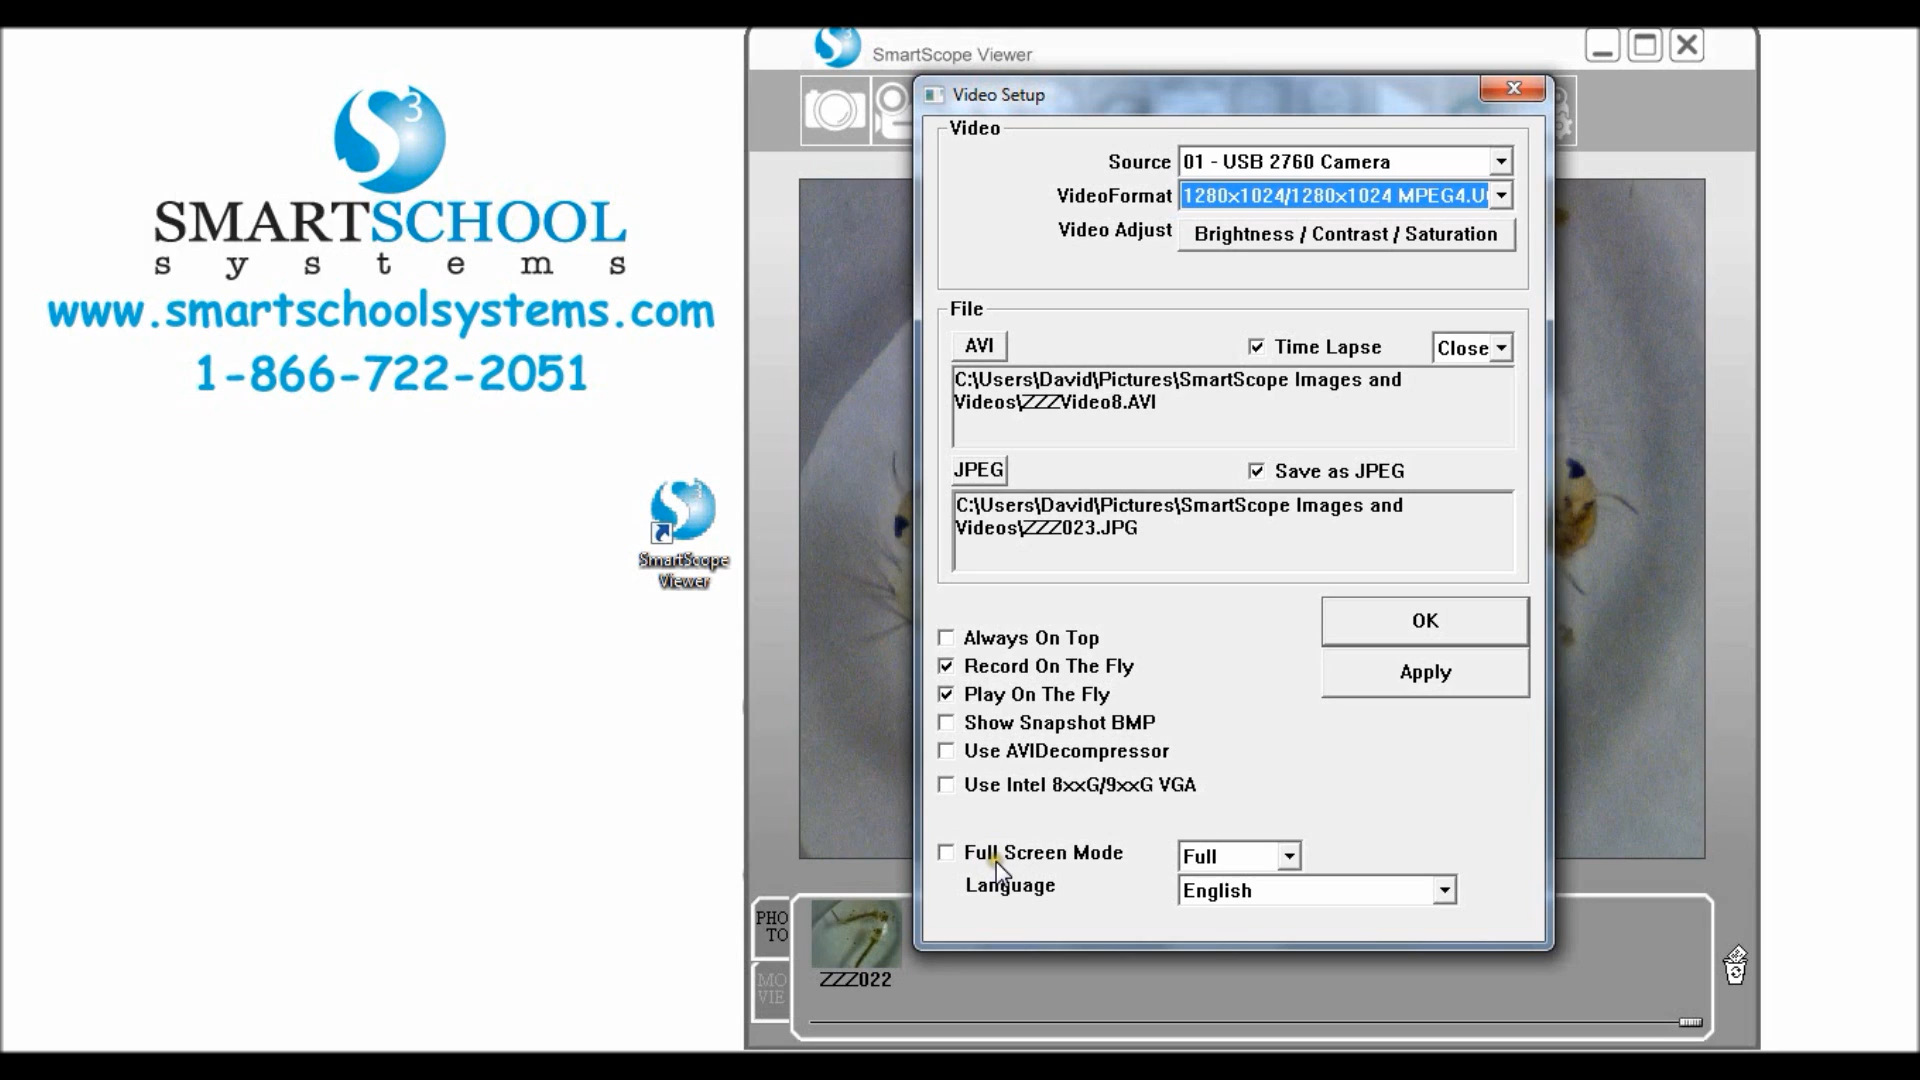 3
SMARTSCHOOL
systems
www.smartschoolsystems.com
1-866-722-2051
SmartScope
Viewer
SmartScope Viewer
Video Setup
Video
Source 01 - USB 2760 Camera
VideoFormat 1280x1024/1280x1024 MPEG4.U
Video Adjust Brightness / Contrast / Saturation
File
AVI Time Lapse Close
C:\Users\David\Pictures\SmartScope Images and
Videos\ZZZVideo8.AVI
JPEG Save as JPEG
C:\Users\David\Pictures\SmartScope Images and
Videos\ZZZ023.JPG
OK
Apply
Always On Top
Record On The Fly
Play On The Fly
Show Snapshot BMP
Use AVIDecompressor
Use Intel 8xxG/9xxG VGA
Full Screen Mode Full
Language English
PHO
TO
MO
VIE
ZZZ022